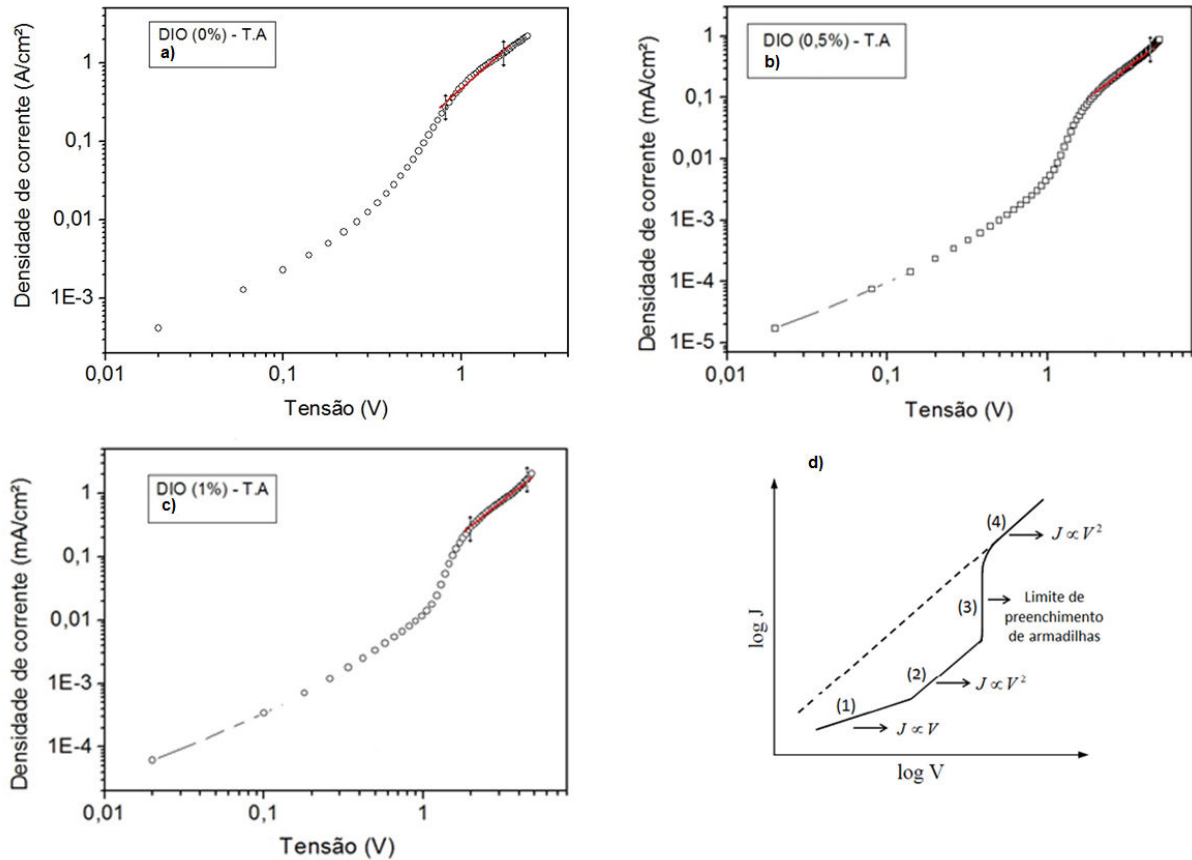 DIO (0%) - T.A
a)
Densidade de corrente (A/cm²)
1
0,1
0,01
1E-3
0,01
0,1
1
Tensão (V)
DIO (0,5%) - T.A
b)
Densidade de corrente (mA/cm²)
1
0,1
0,01
1E-3
1E-4
1E-5
0,01
0,1
1
Tensão (V)
DIO (1%) - T.A
c)
Densidade de corrente (mA/cm²)
1
0,1
0,01
1E-3
1E-4
0,01
0,1
1
Tensão (V)
d)
log J
(4)
J ∝ V²
(3)
Limite de
preenchimento
de armadilhas
(2)
J ∝ V²
(1)
J ∝ V
log V